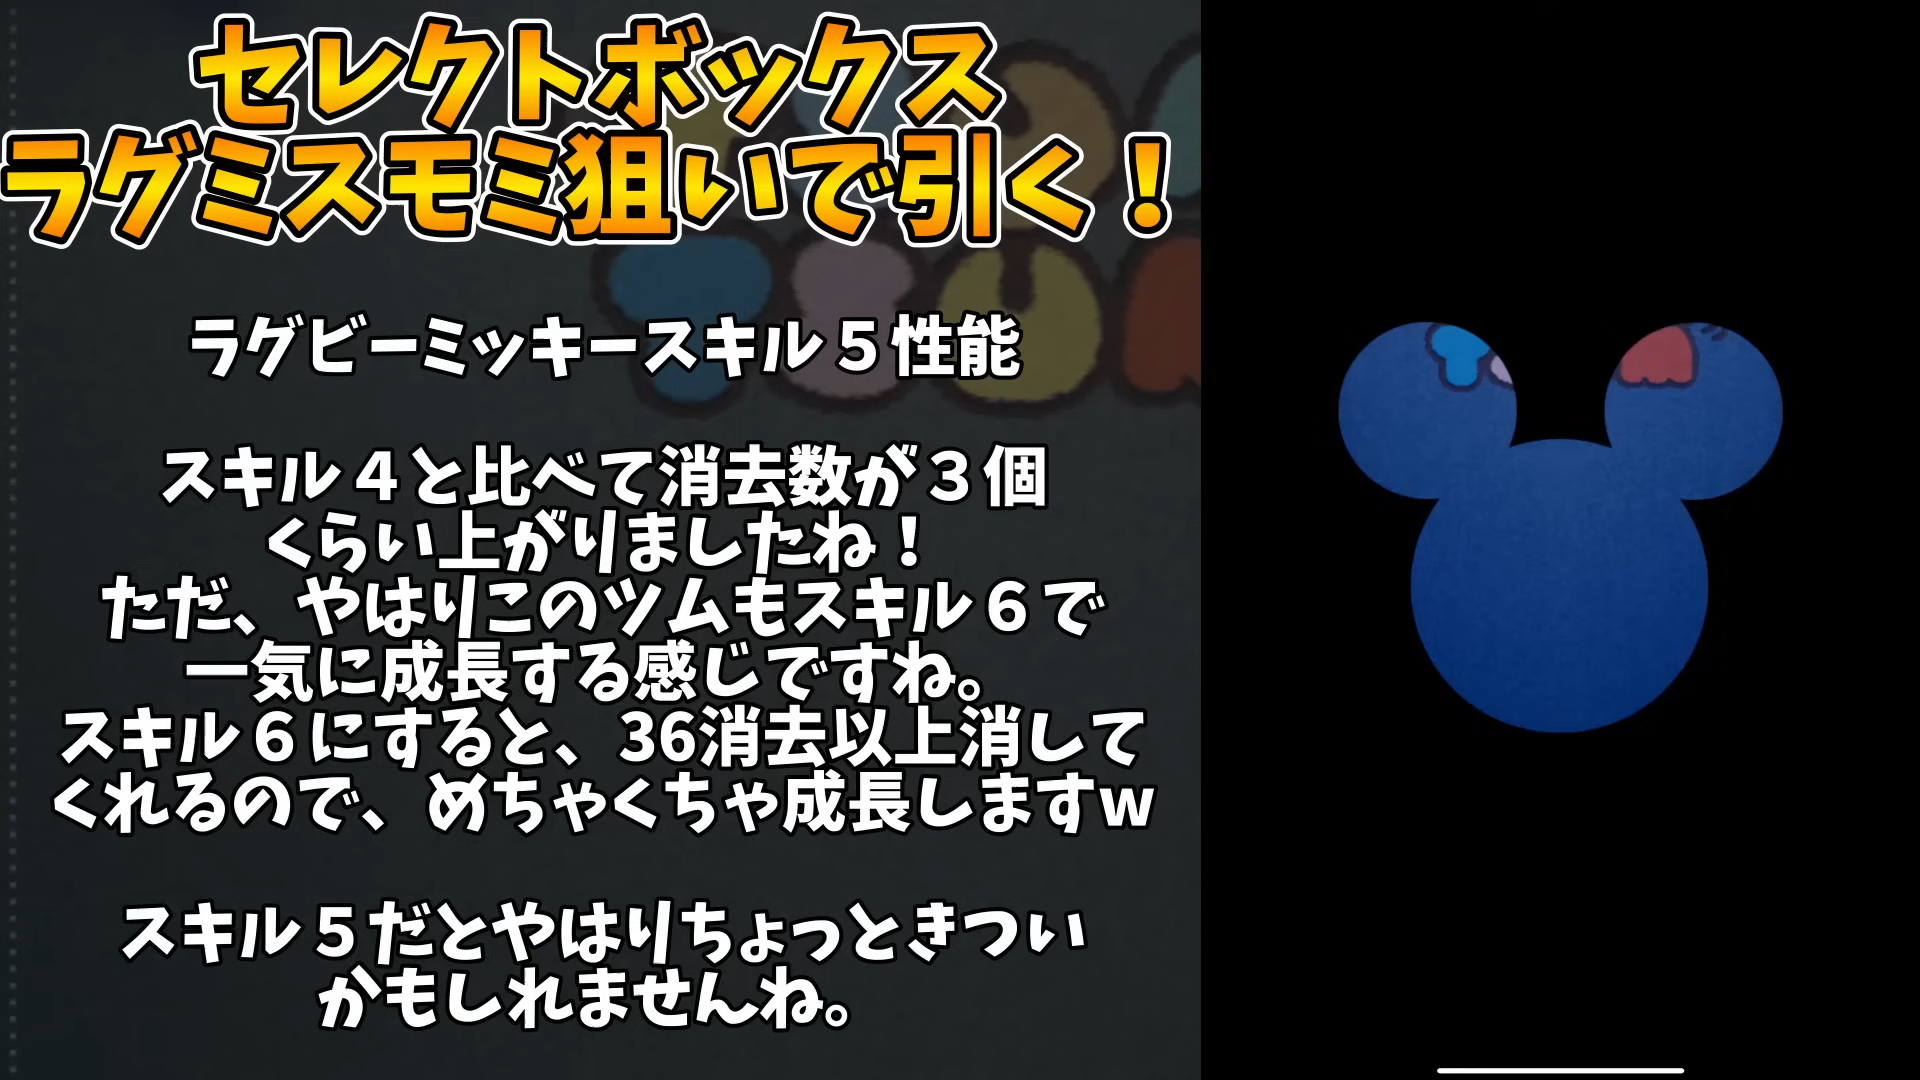 セレクトボックス
ラグミスモミ狙いで引く！
ラグビーミッキースキル５性能
スキル４と比べて消去数が３個
くらい上がりましたね！
ただ、やはりこのツムもスキル６で
一気に成長する感じですね。
スキル６にすると、36消去以上消して
くれるので、めちゃくちゃ成長しますw
スキル５だとやはりちょっときつい
かもしれませんね。